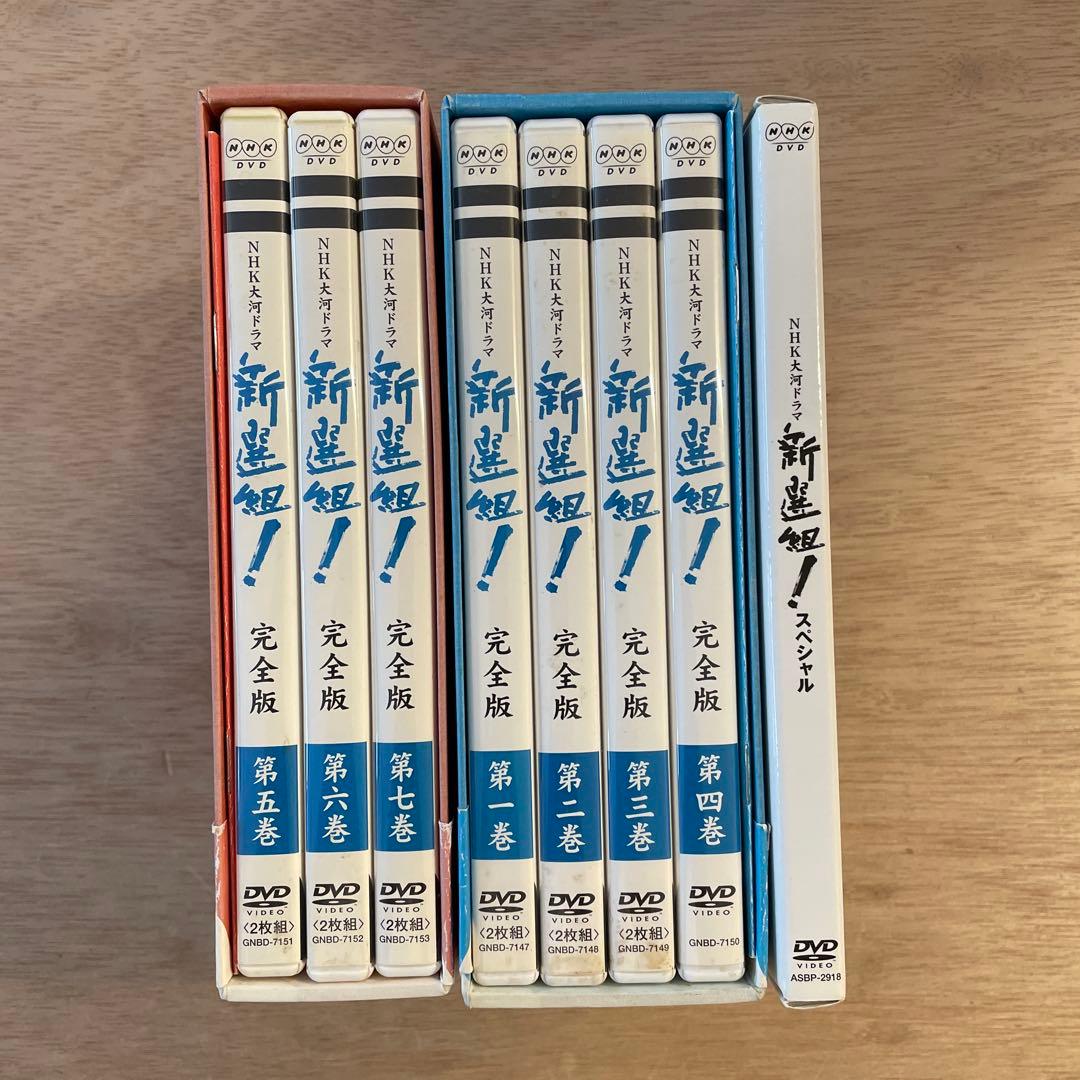 NHK
DVD
NHK大河ドラマ
新選組!
完全版
第五巻
DVD
VIDEO
〈2枚組〉
GNBD-7151
NHK
DVD
NHK大河ドラマ
新選組!
完全版
第六巻
DVD
VIDEO
〈2枚組〉
GNBD-7152
NHK
DVD
NHK大河ドラマ
新選組!
完全版
第七巻
DVD
VIDEO
〈2枚組〉
GNBD-7153
NHK
DVD
NHK大河ドラマ
新選組!
完全版
第一巻
DVD
VIDEO
〈2枚組〉
GNBD-7147
NHK
DVD
NHK大河ドラマ
新選組!
完全版
第二巻
DVD
VIDEO
〈2枚組〉
GNBD-7148
NHK
DVD
NHK大河ドラマ
新選組!
完全版
第三巻
DVD
VIDEO
〈2枚組〉
GNBD-7149
NHK
DVD
NHK大河ドラマ
新選組!
完全版
第四巻
DVD
VIDEO
GNBD-7150
NHK
DVD
NHK大河ドラマ
新選組!
スペシャル
DVD
VIDEO
ASBP-2918